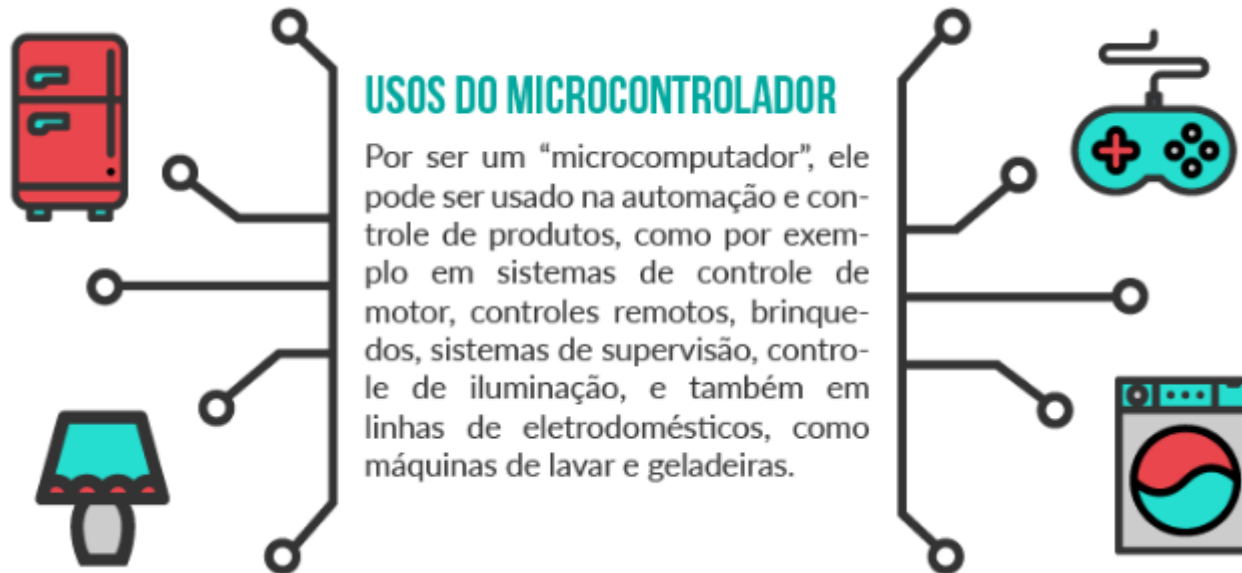 USOS DO MICROCONTROLADOR
Por ser um “microcomputador”, ele
pode ser usado na automação e con-
trole de produtos, como por exem-
plo em sistemas de controle de
motor, controles remotos, brinque-
dos, sistemas de supervisão, contro-
le de iluminação, e também em
linhas de eletrodomésticos, como
máquinas de lavar e geladeiras.